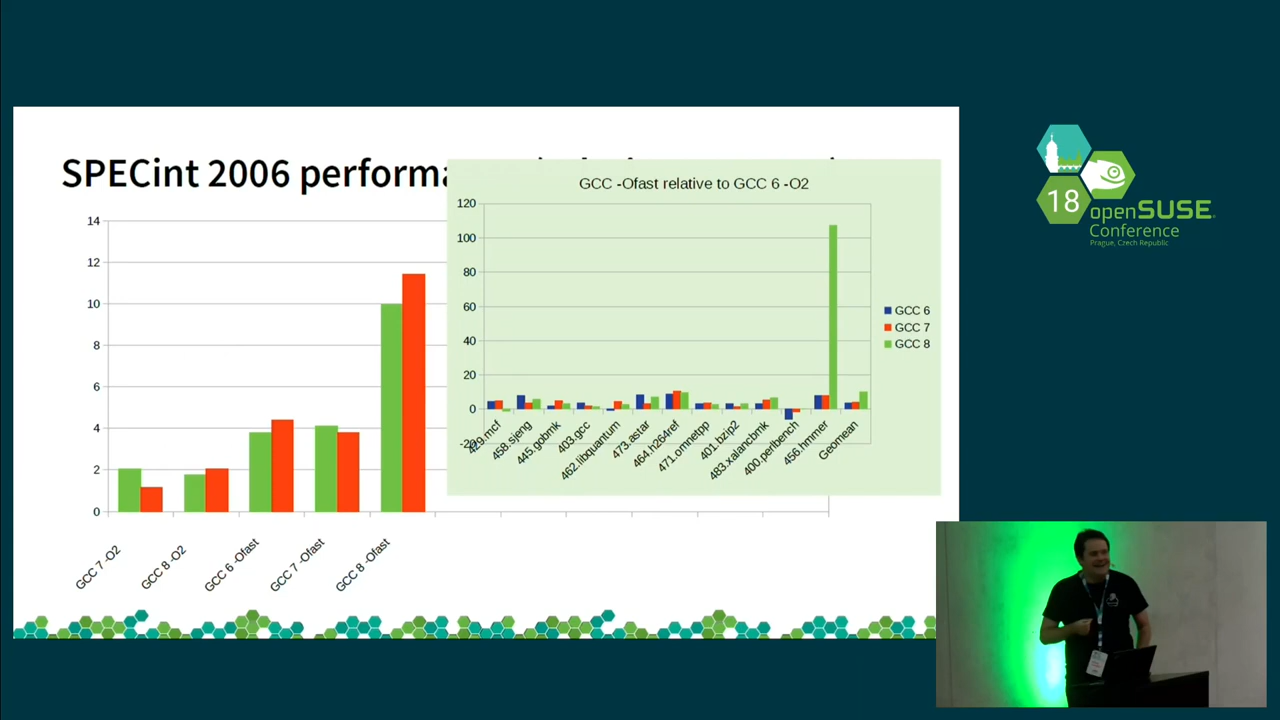 SPECint 2006 performa
14
12
10
8
6
4
2
0
GCC 7 -O2
GCC 8 -O2
GCC 6 -Ofast
GCC 7 -Ofast
GCC 8 -Ofast
GCC -Ofast relative to GCC 6 -O2
120
100
80
60
40
20
0
-20
429.mcf
458.sjeng
445.gobmk
403.gcc
462.libquantum
473.astar
464.h264ref
471.omnetpp
401.bzip2
483.xalancbmk
400.perlbench
456.hmmer
Geomean
GCC 6
GCC 7
GCC 8
18
openSUSE
Conference
Prague, Czech Republic